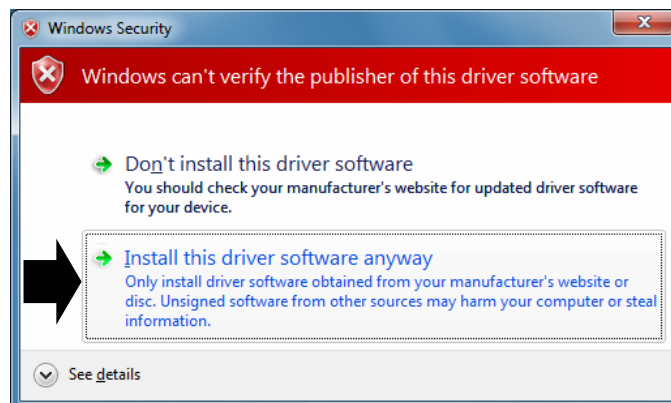 Windows Security
Windows can't verify the publisher of this driver software
Don't install this driver software
You should check your manufacturer's website for updated driver software
for your device.
Install this driver software anyway
Only install driver software obtained from your manufacturer's website or
disc. Unsigned software from other sources may harm your computer or steal
information.
See details